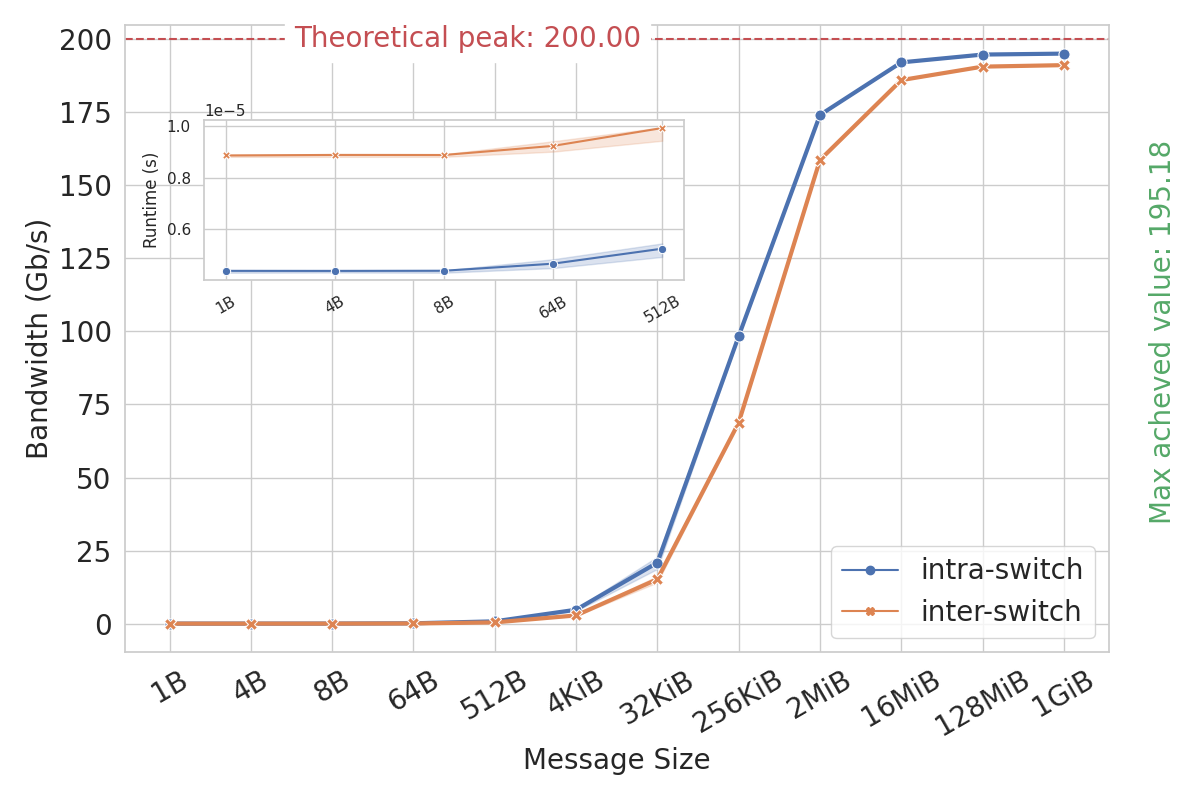 Theoretical peak: 200.00
200
175
150
125
100
75
50
25
0
Bandwidth (Gb/s)
1e−5
1.0
0.8
0.6
Runtime (s)
1B
4B
8B
64B
512B
intra-switch
inter-switch
1B
4B
8B
64B
512B
4KiB
32KiB
256KiB
2MiB
16MiB
128MiB
1GiB
Message Size
Max acheved value: 195.18